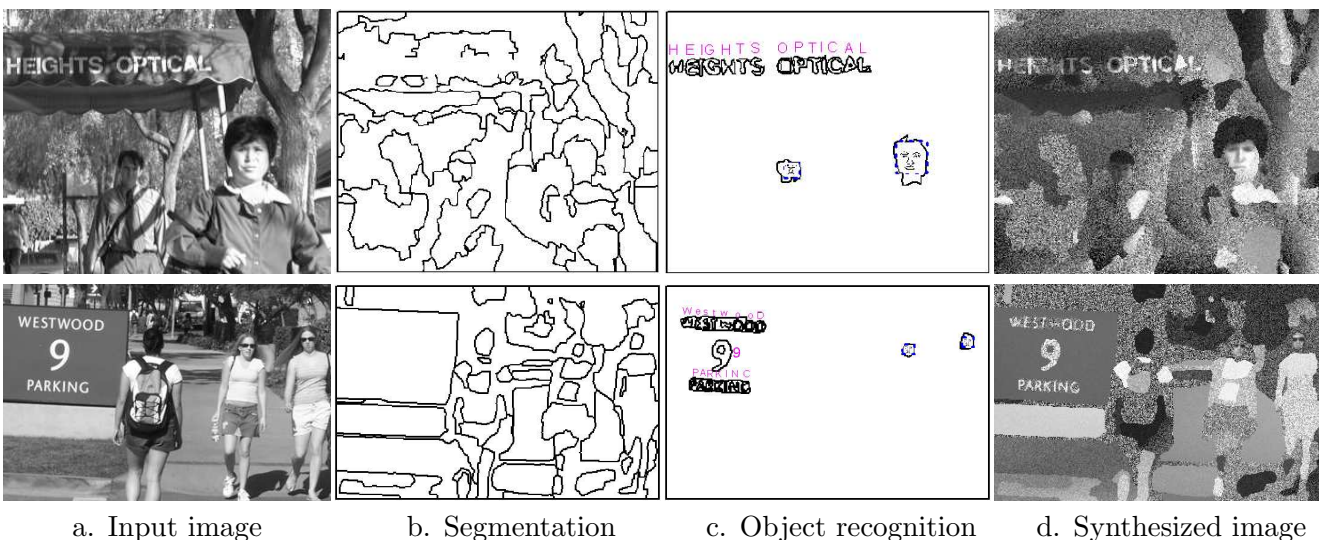 HEIGHTS OPTICAL
HEIGHTS OPTICAL
HEIGHTS OPTICAL
HEIGHTS OPTICAL
WESTWOOD
9
PARKING
WestwooD
WESTWOOD
9 9
PARKINC
PARKING
WESTWOOD
9
PARKING
a. Input image
b. Segmentation
c. Object recognition
d. Synthesized image